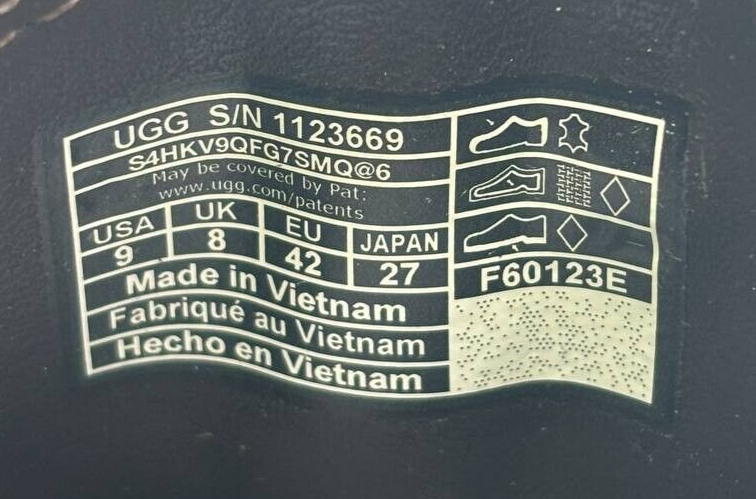 UGG S/N 1123669
S4HKV9QFG7SMQ@6
May be covered by Pat:
www.ugg.com/patents
USA UK EU JAPAN
9 8 42 27
Made in Vietnam
Fabriqué au Vietnam
Hecho en Vietnam
F60123E